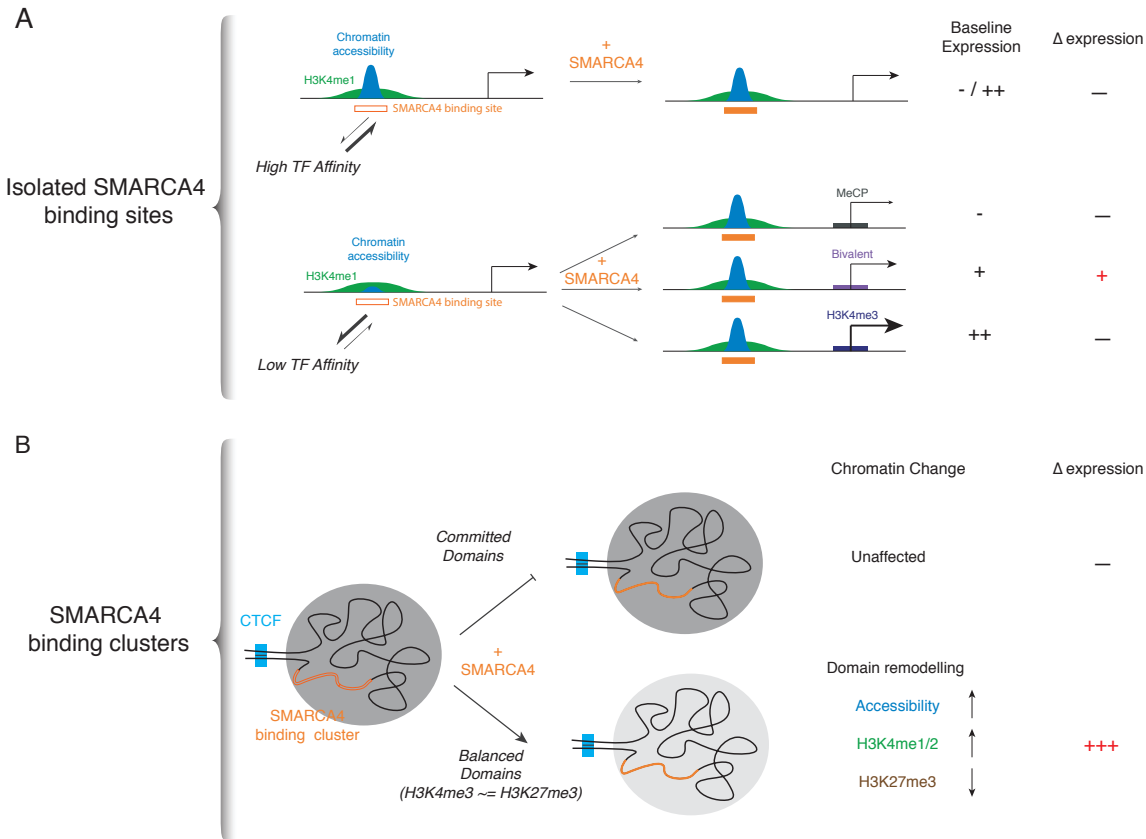 A
Isolated SMARCA4
binding sites
Chromatin
accessibility
H3K4me1
SMARCA4 binding site
High TF Affinity
+
SMARCA4
Baseline
Expression
Δ expression
- / ++
—
Chromatin
accessibility
H3K4me1
SMARCA4 binding site
Low TF Affinity
+
SMARCA4
MeCP
-
—
Bivalent
+
+
H3K4me3
++
—
B
SMARCA4
binding clusters
CTCF
SMARCA4
binding cluster
Committed
Domains
+
SMARCA4
Balanced
Domains
(H3K4me3 ~= H3K27me3)
Chromatin Change
Δ expression
Unaffected
—
Domain remodelling
Accessibility
H3K4me1/2
+++
H3K27me3